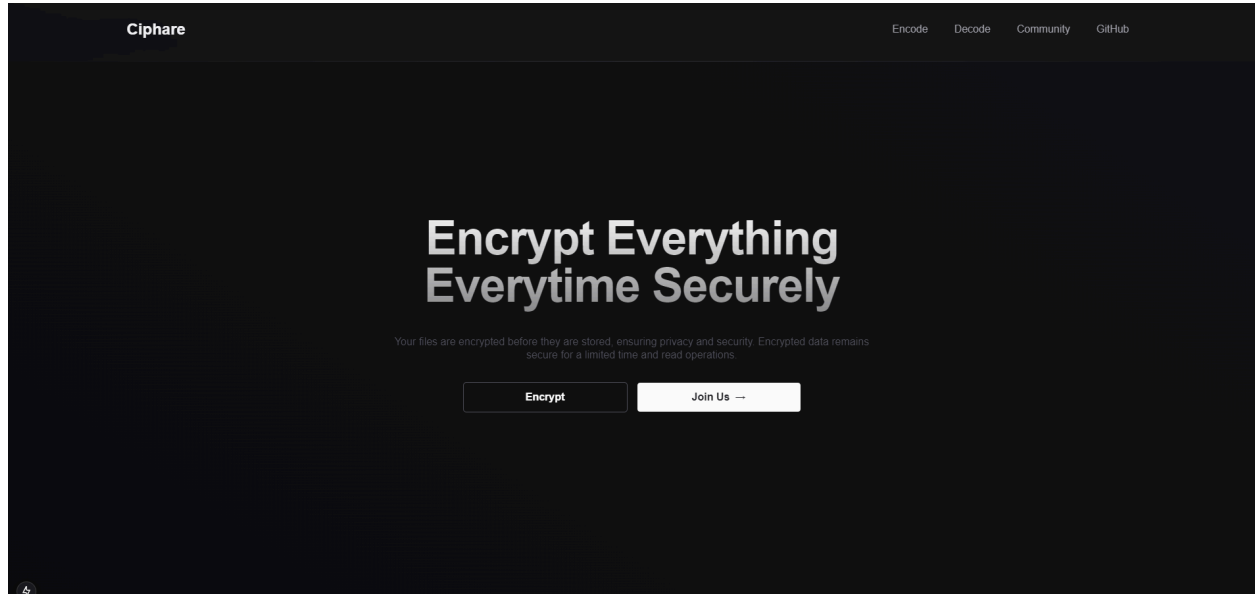 Ciphare
Encode Decode Community GitHub
Encrypt Everything
Everytime Securely
Your files are encrypted before they are stored, ensuring privacy and security. Encrypted data remains
secure for a limited time and read operations.
Encrypt
Join Us →